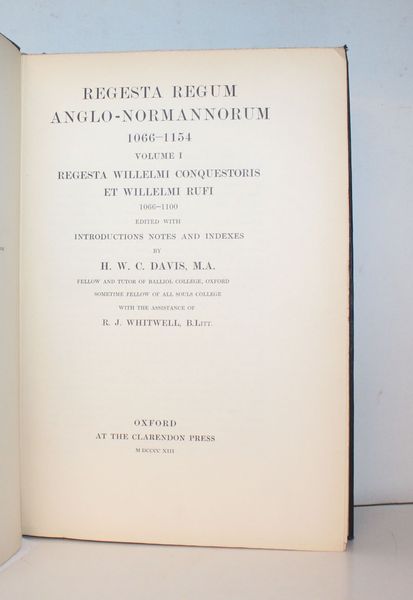 REGESTA REGUM
ANGLO-NORMANNORUM
1066–1154
VOLUME I
REGESTA WILLELMI CONQUESTORIS
ET WILLELMI RUFI
1066–1100
EDITED WITH
INTRODUCTIONS NOTES AND INDEXES
BY
H. W. C. DAVIS, M.A.
FELLOW AND TUTOR OF BALLIOL COLLEGE, OXFORD
SOMETIME FELLOW OF ALL SOULS COLLEGE
WITH THE ASSISTANCE OF
R. J. WHITWELL, B.LITT.
OXFORD
AT THE CLARENDON PRESS
MDCCCC XIII